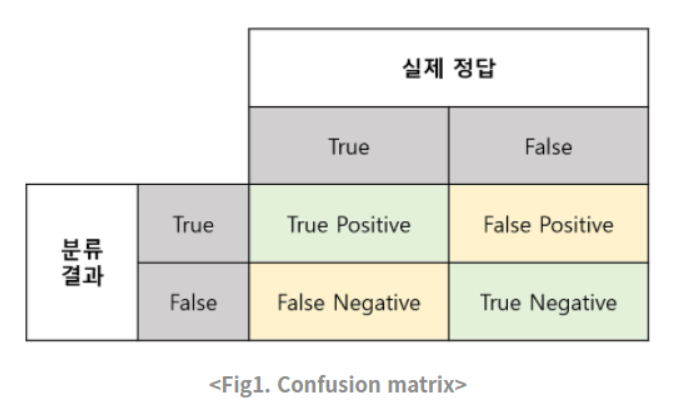 실제 정답
True False
분류
결과
True True Positive False Positive
False False Negative True Negative
<Fig1. Confusion matrix>